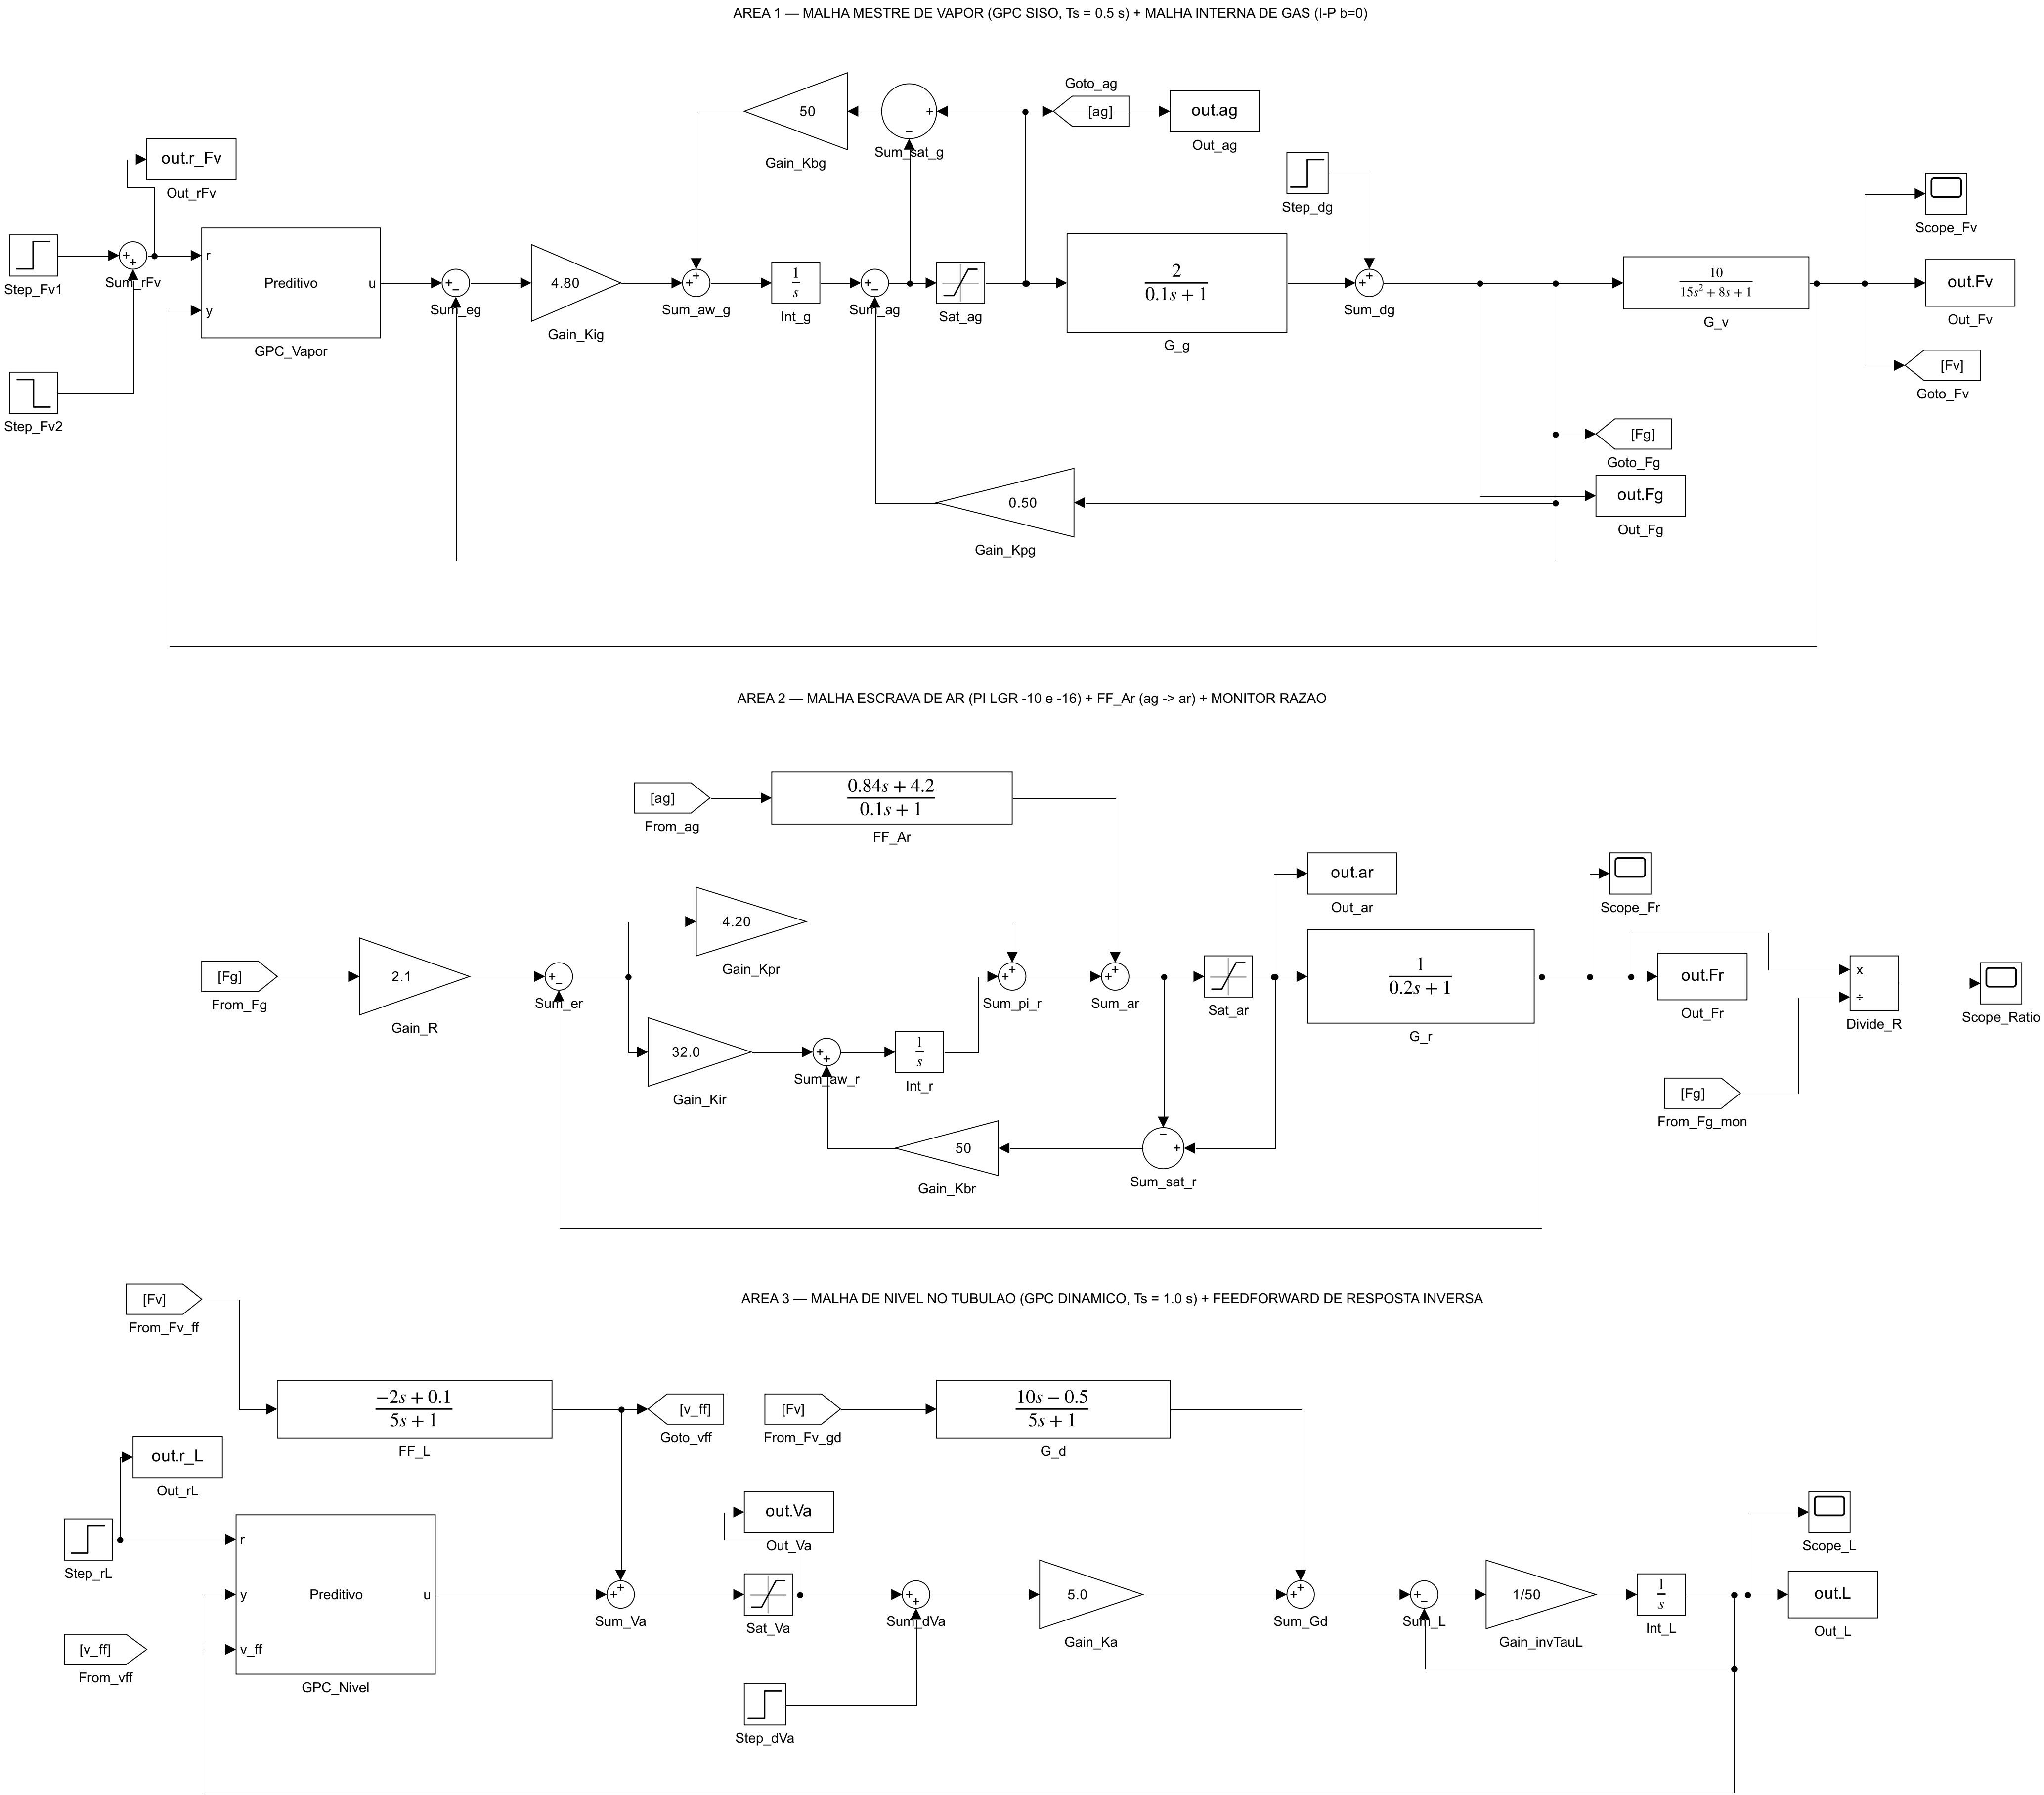 AREA 1 — MALHA MESTRE DE VAPOR (GPC SISO, Ts = 0.5 s) + MALHA INTERNA DE GAS (I-P b=0)
Goto_ag
50
+
−
[ag]
out.ag
Gain_Kbg
Sum_sat_g
Out_ag
out.r_Fv
Out_rFv
Step_dg
Scope_Fv
Step_Fv1
+
+
Sum_rFv
r
y
Preditivo
u
GPC_Vapor
+
−
Sum_eg
4.80
Gain_Kig
+
+
Sum_aw_g
1
s
Int_g
+
−
Sum_ag
Sat_ag
2
0.1s + 1
G_g
+
+
Sum_dg
10
15s² + 8s + 1
G_v
out.Fv
Out_Fv
[Fv]
Goto_Fv
Step_Fv2
[Fg]
Goto_Fg
0.50
Gain_Kpg
out.Fg
Out_Fg
AREA 2 — MALHA ESCRAVA DE AR (PI LGR -10 e -16) + FF_Ar (ag -> ar) + MONITOR RAZAO
[ag]
From_ag
0.84s + 4.2
0.1s + 1
FF_Ar
out.ar
Out_ar
Scope_Fr
4.20
Gain_Kpr
[Fg]
From_Fg
2.1
Gain_R
+
−
Sum_er
+
+
Sum_pi_r
+
+
Sum_ar
Sat_ar
1
0.2s + 1
G_r
out.Fr
Out_Fr
x
÷
Divide_R
Scope_Ratio
32.0
Gain_Kir
+
+
Sum_aw_r
1
s
Int_r
[Fg]
From_Fg_mon
50
Gain_Kbr
−
+
Sum_sat_r
AREA 3 — MALHA DE NIVEL NO TUBULAO (GPC DINAMICO, Ts = 1.0 s) + FEEDFORWARD DE RESPOSTA INVERSA
[Fv]
From_Fv_ff
−2s + 0.1
5s + 1
FF_L
[v_ff]
Goto_vff
[Fv]
From_Fv_gd
10s − 0.5
5s + 1
G_d
out.r_L
Out_rL
out.Va
Out_Va
Scope_L
Step_rL
r
y
v_ff
Preditivo
u
GPC_Nivel
+
+
Sum_Va
Sat_Va
+
+
Sum_dVa
5.0
Gain_Ka
+
+
Sum_Gd
+
−
Sum_L
1/50
Gain_invTauL
1
s
Int_L
out.L
Out_L
[v_ff]
From_vff
Step_dVa